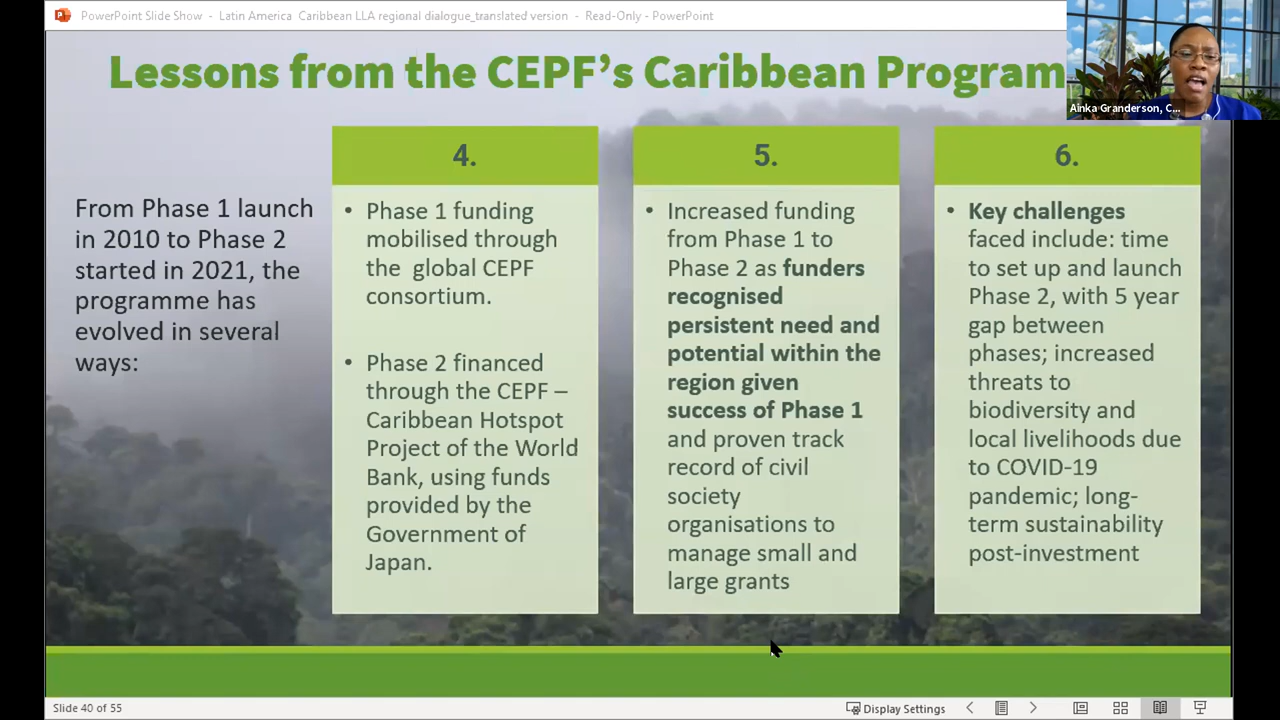 PowerPoint Slide Show - Latin America Caribbean LLA regional dialogue_translated version - Read-Only - PowerPoint
Lessons from the CEPF's Caribbean Program
Ainka Granderson, C...
From Phase 1 launch
in 2010 to Phase 2
started in 2021, the
programme has
evolved in several
ways:
4.
• Phase 1 funding
mobilised through
the global CEPF
consortium.
• Phase 2 financed
through the CEPF –
Caribbean Hotspot
Project of the World
Bank, using funds
provided by the
Government of
Japan.
5.
• Increased funding
from Phase 1 to
Phase 2 as funders
recognised
persistent need and
potential within the
region given
success of Phase 1
and proven track
record of civil
society
organisations to
manage small and
large grants
6.
• Key challenges
faced include: time
to set up and launch
Phase 2, with 5 year
gap between
phases; increased
threats to
biodiversity and
local livelihoods due
to COVID-19
pandemic; long-
term sustainability
post-investment
Slide 40 of 55
Display Settings